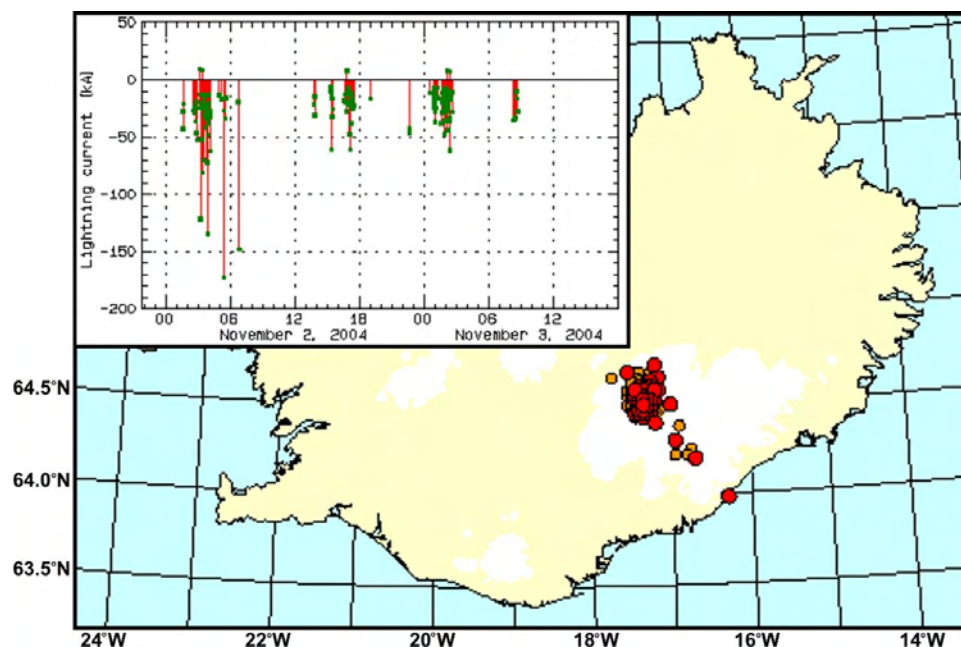 50
0
-50
-100
-150
-200
Lightning current [kA]
00 06 12 18 00 06 12
November 2, 2004 November 3, 2004
64.5°N
64.0°N
63.5°N
24°W 22°W 20°W 18°W 16°W 14°W